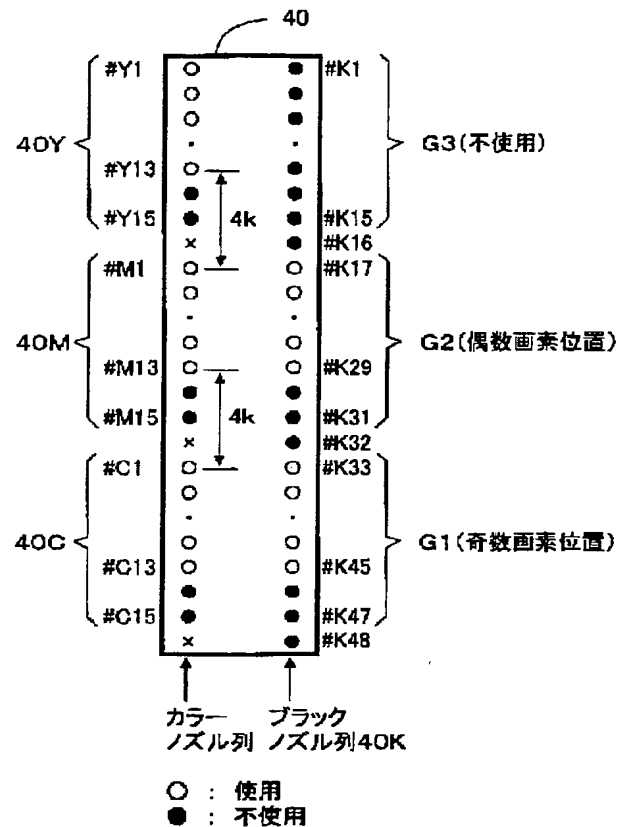 40
#Y1 #K1
40Y G3(不使用)
#Y13
#Y15 4k #K15
× #K16
#M1 #K17
40M G2(偶数画素位置)
#M13 #K29
#M15 4k #K31
× #K32
#C1 #K33
40C G1(奇数画素位置)
#C13 #K45
#C15 #K47
× #K48
カラー ブラック
ノズル列 ノズル列40K
○ : 使用
● : 不使用